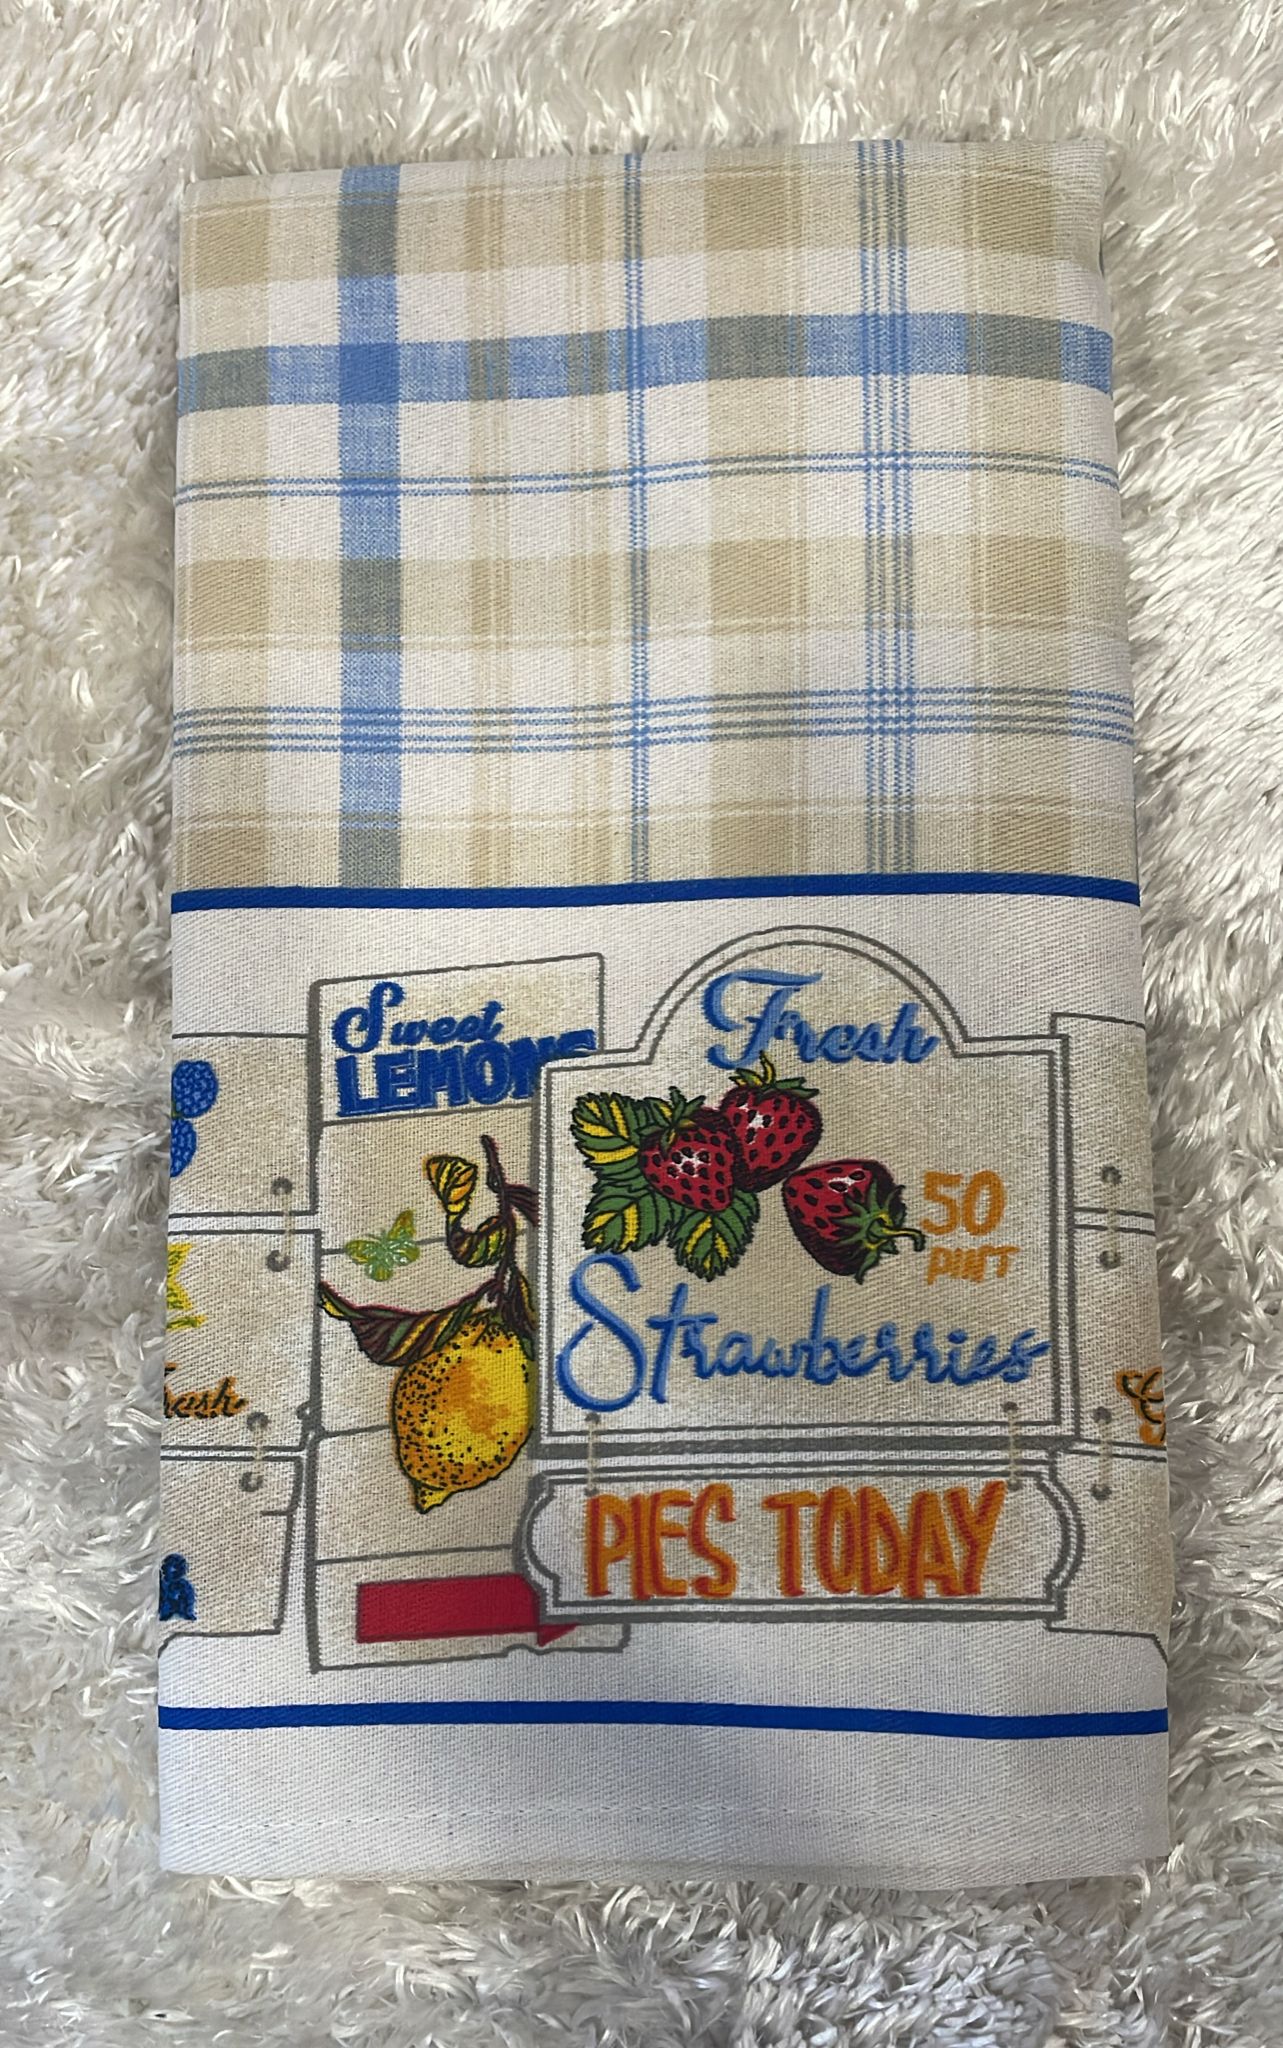 Sweet
LEMONS
Fresh
50
PINT
Strawberries
PIES TODAY